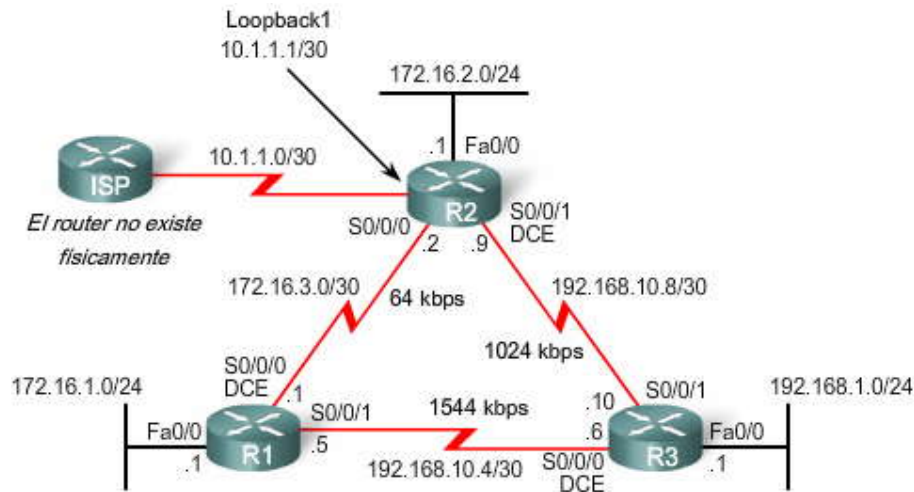 Loopback1
10.1.1.1/30
172.16.2.0/24
.1
Fa0/0
10.1.1.0/30
ISP
R2
El router no existe
físicamente
S0/0/0
.2
.9
S0/0/1
DCE
172.16.3.0/30
64 kbps
192.168.10.8/30
1024 kbps
172.16.1.0/24
S0/0/0
DCE
.1
S0/0/1
1544 kbps
.10
S0/0/1
192.168.1.0/24
Fa0/0
.1
R1
.5
192.168.10.4/30
.6
S0/0/0
DCE
R3
Fa0/0
.1